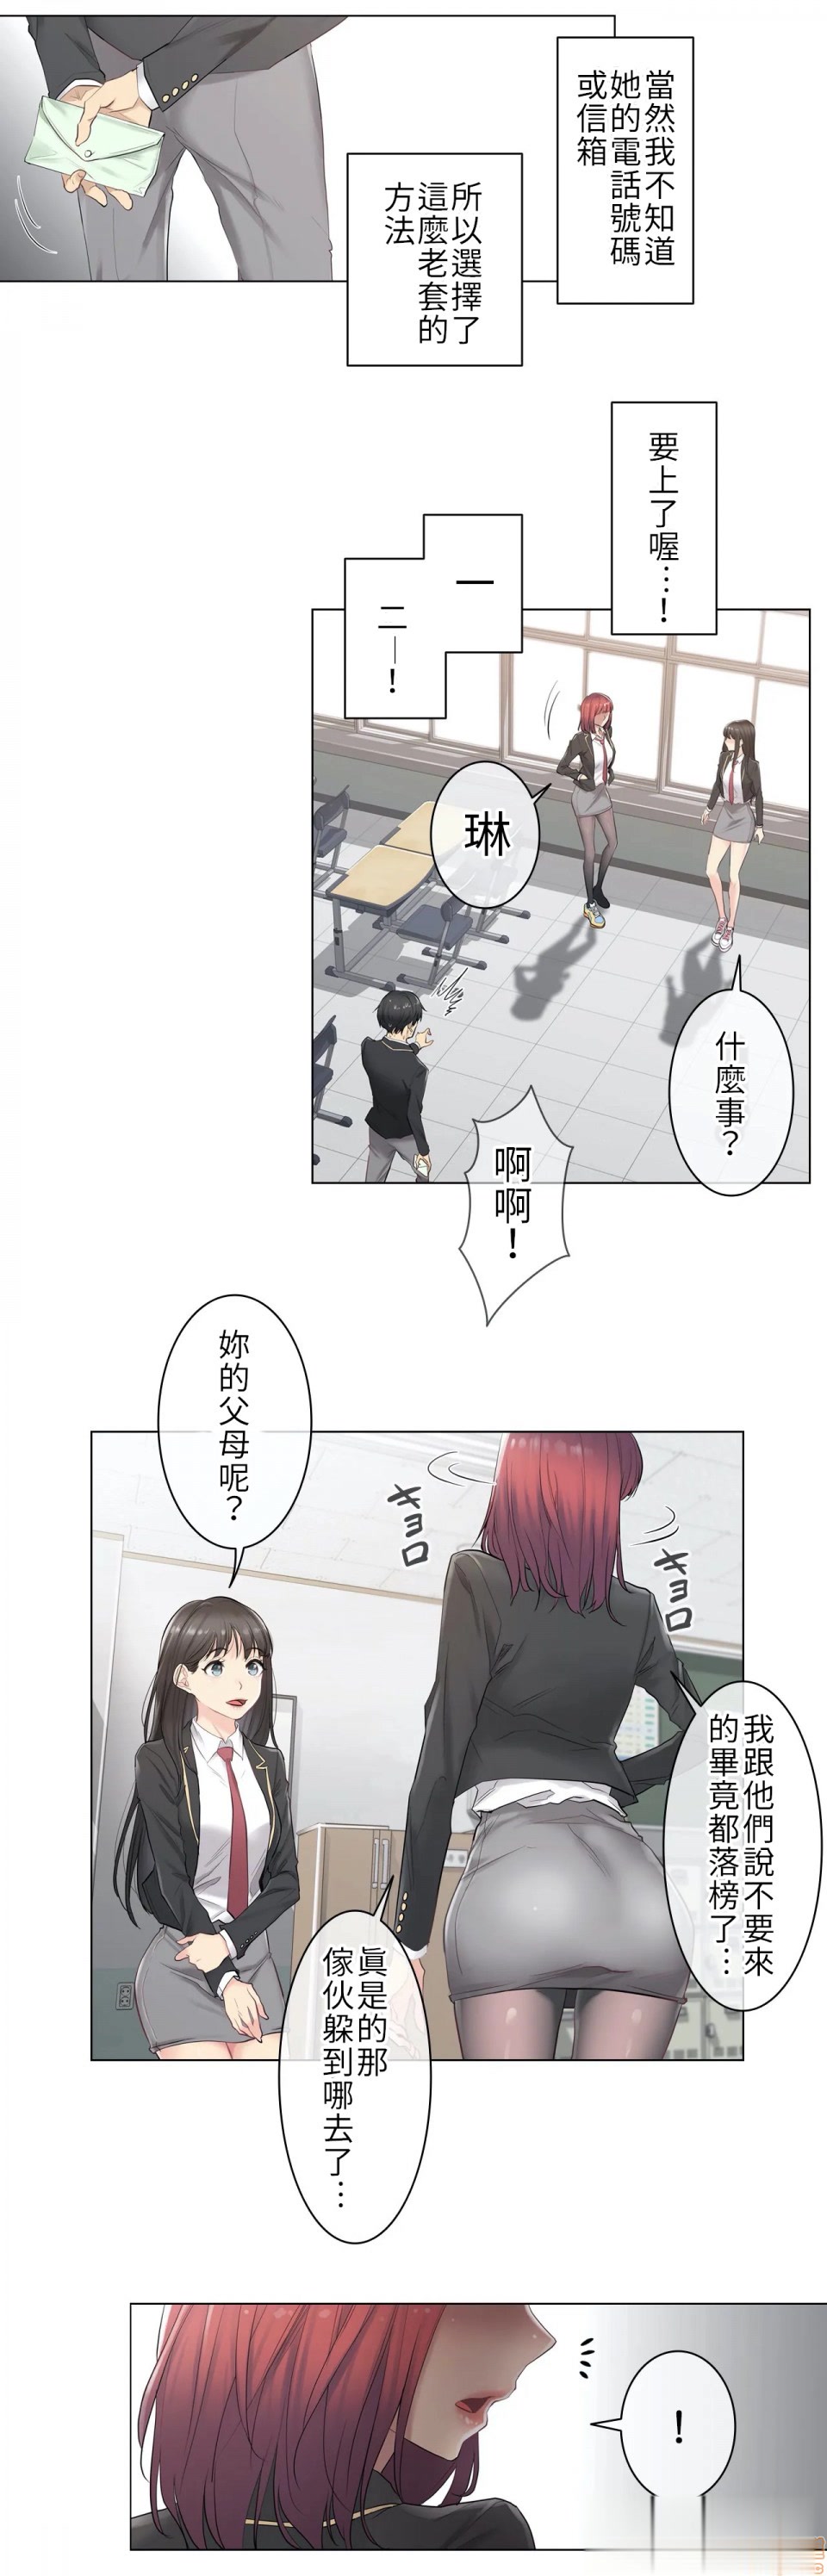 當然我不知道
她的電話號碼
或信箱
所以選擇了
這麼老套的
方法
要上了喔…！
一
二—！
琳
什麼事？
啊啊！
妳的父母呢？
キョロ
キョロ
我跟他們說不要來
的畢竟都落榜了…
眞是的那
傢伙躲到哪去了…
！